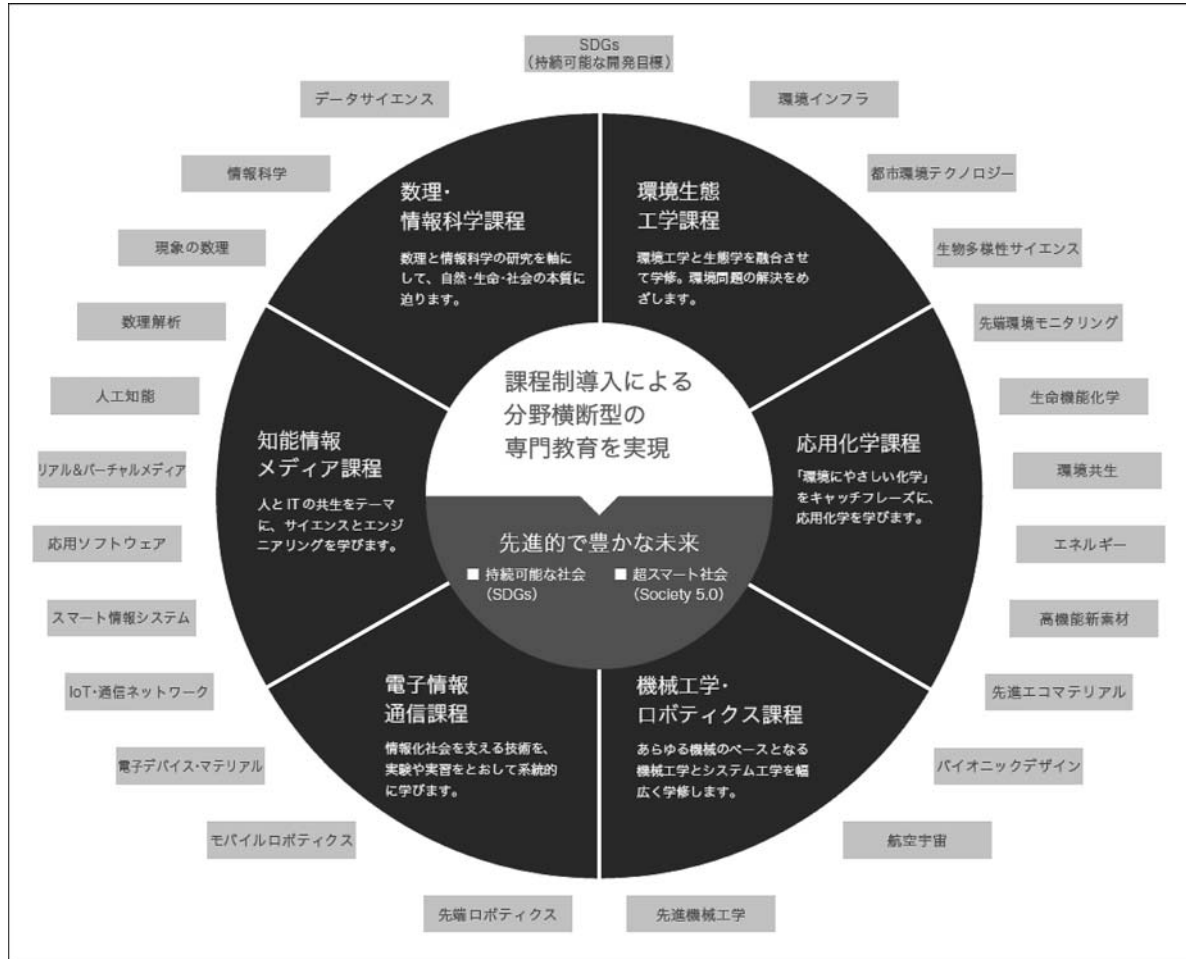 SDGs
(持続可能な開発目標)
データサイエンス
環境インフラ
情報科学
都市環境テクノロジー
現象の数理
生物多様性サイエンス
数理解析
先端環境モニタリング
人工知能
生命機能化学
リアル&バーチャルメディア
環境共生
応用ソフトウェア
エネルギー
スマート情報システム
高機能新素材
IoT・通信ネットワーク
先進エコマテリアル
電子デバイス・マテリアル
バイオニックデザイン
モバイルロボティクス
航空宇宙
先端ロボティクス
先進機械工学
数理・
情報科学課程
数理と情報科学の研究を軸に
して、自然・生命・社会の本質に
迫ります。
環境生態
工学課程
環境工学と生態学を融合させ
て学修。環境問題の解決をめ
ざします。
知能情報
メディア課程
人とITの共生をテーマ
に、サイエンスとエンジ
ニアリングを学びます。
応用化学課程
「環境にやさしい化学」
をキャッチフレーズに、
応用化学を学びます。
電子情報
通信課程
情報化社会を支える技術を、
実験や実習をとおして系統的
に学びます。
機械工学・
ロボティクス課程
あらゆる機械のベースとなる
機械工学とシステム工学を幅
広く学修します。
課程制導入による
分野横断型の
専門教育を実現
先進的で豊かな未来
■ 持続可能な社会
(SDGs)
■ 超スマート社会
(Society 5.0)